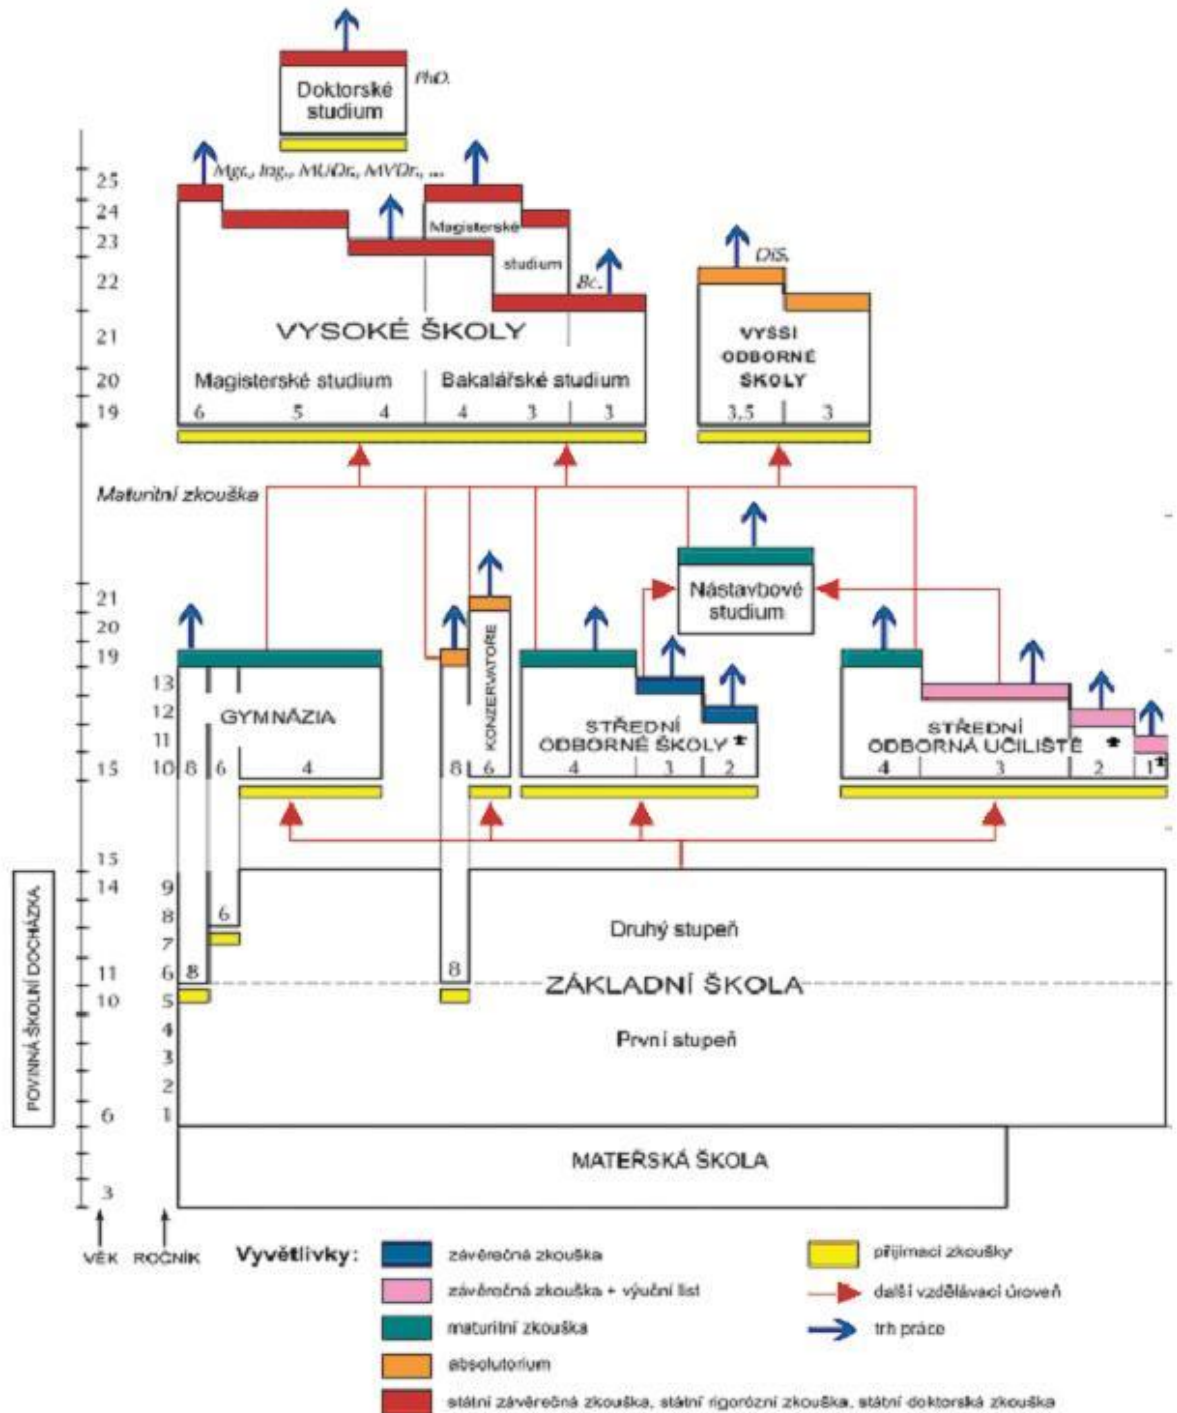 PhD.
Doktorské
studium
Mgr., Ing., MUDr., MVDr., ...
25
24
23
22
21
20
19
Magisterské
studium
Bc.
VYSOKÉ ŠKOLY
Magisterské studium
Bakalářské studium
6 5 4 4 3 3
DiS.
VYŠŠÍ
ODBORNÉ
ŠKOLY
3,5 3
Maturitní zkouška
Nástavbové
studium
21
20
19
15
13
12
11
10
GYMNÁZIA
8 6 4
KONZERVATOŘE
8 6
STŘEDNÍ
ODBORNÉ ŠKOLY
4 3 2
STŘEDNÍ
ODBORNÁ UČILIŠTĚ
4 3 2 1
POVINNÁ ŠKOLNÍ DOCHÁZKA
15
14
11
10
6
3
9
8
7
6
5
4
3
2
1
6
8
8
Druhý stupeň
ZÁKLADNÍ ŠKOLA
První stupeň
MATEŘSKÁ ŠKOLA
VĚK ROČNÍK
Vyvětlivky:
závěrečná zkouška
závěrečná zkouška + výuční list
maturitní zkouška
absolutorium
státní závěrečná zkouška, státní rigorózní zkouška, státní doktorská zkouška
přijímací zkoušky
další vzdělávací úroveň
trh práce